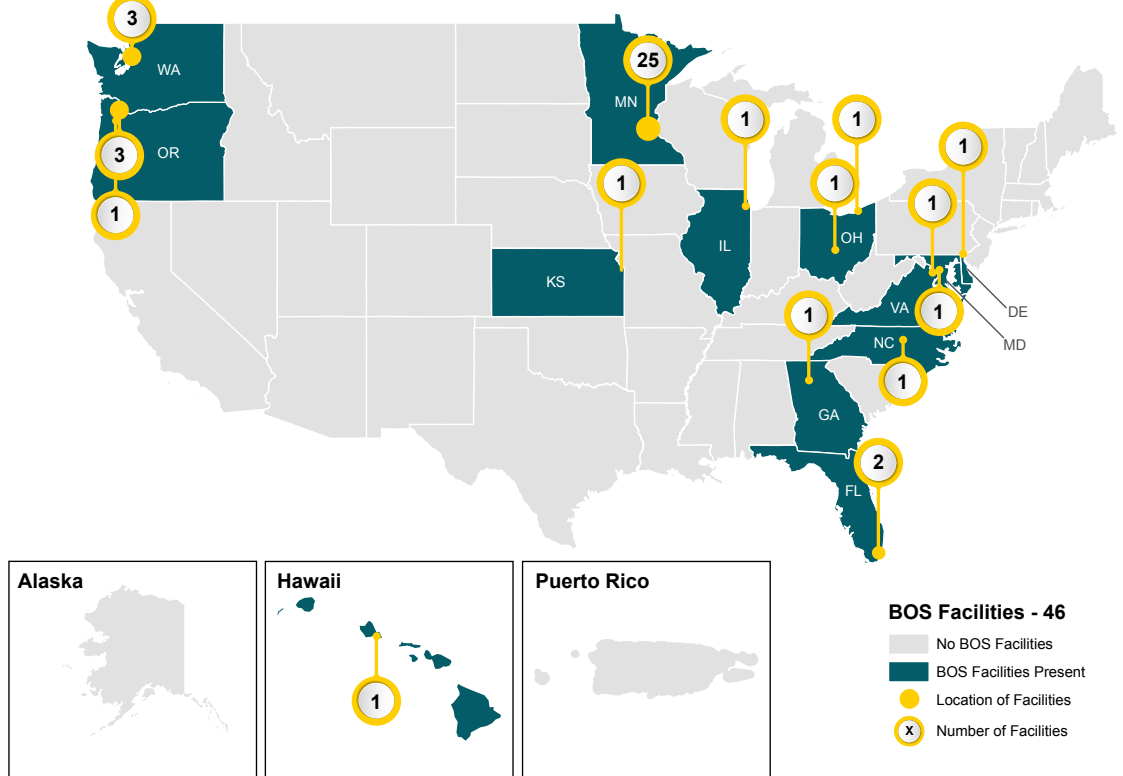 3
WA
25
MN
1
1
1
3
OR
1
1
1
1
1
IL
OH
KS
VA
1
DE
1
MD
NC
1
GA
2
FL
Alaska
Hawaii
1
Puerto Rico
BOS Facilities - 46
No BOS Facilities
BOS Facilities Present
Location of Facilities
X Number of Facilities